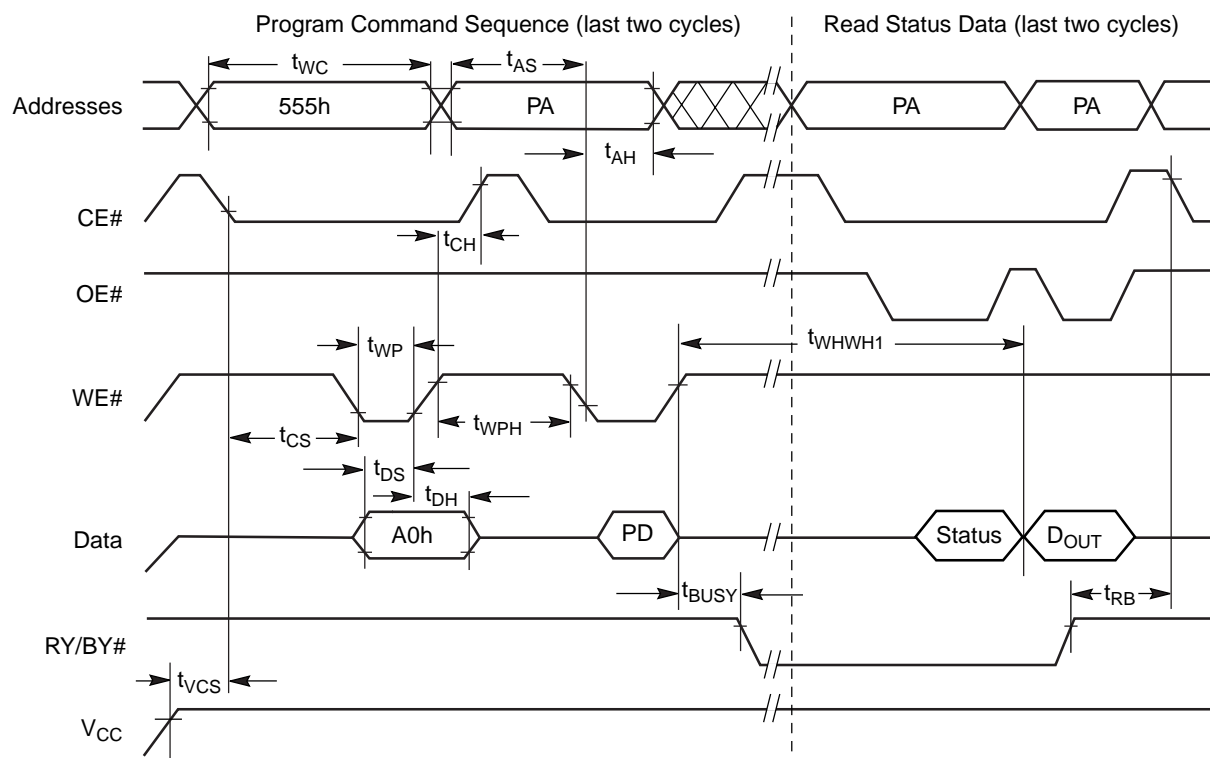 Program Command Sequence (last two cycles)
Read Status Data (last two cycles)
tWC
tAS
Addresses
555h
PA
PA
PA
tAH
CE#
tCH
OE#
tWP
tWHWH1
WE#
tCS
tWPH
tDS
tDH
Data
A0h
PD
Status
DOUT
tBUSY
tRB
RY/BY#
tVCS
VCC